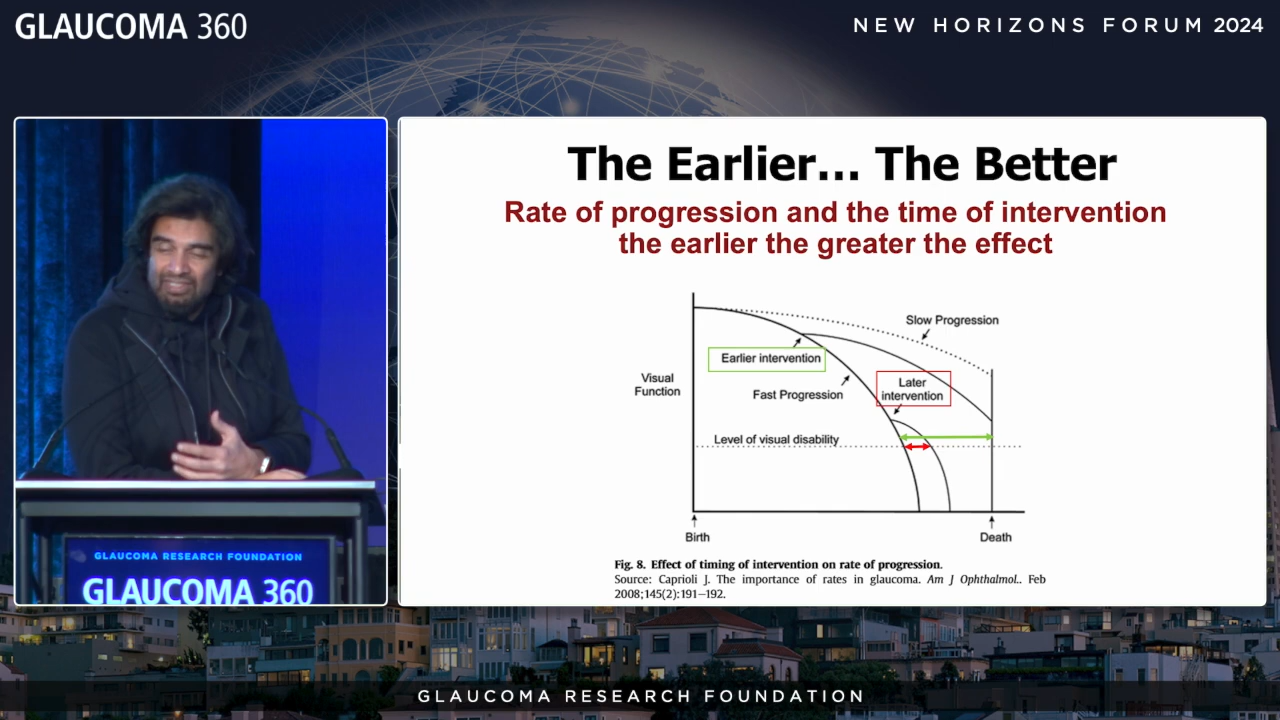 GLAUCOMA 360
NEW HORIZONS FORUM 2024
The Earlier... The Better
Rate of progression and the time of intervention
the earlier the greater the effect
Slow Progression
Earlier intervention
Visual
Function
Fast Progression
Later
intervention
Level of visual disability
Birth
Death
Fig. 8. Effect of timing of intervention on rate of progression.
Source: Caprioli J. The importance of rates in glaucoma. Am J Ophthalmol.. Feb
2008;145(2):191–192.
GLAUCOMA RESEARCH FOUNDATION
GLAUCOMA 360
GLAUCOMA RESEARCH FOUNDATION